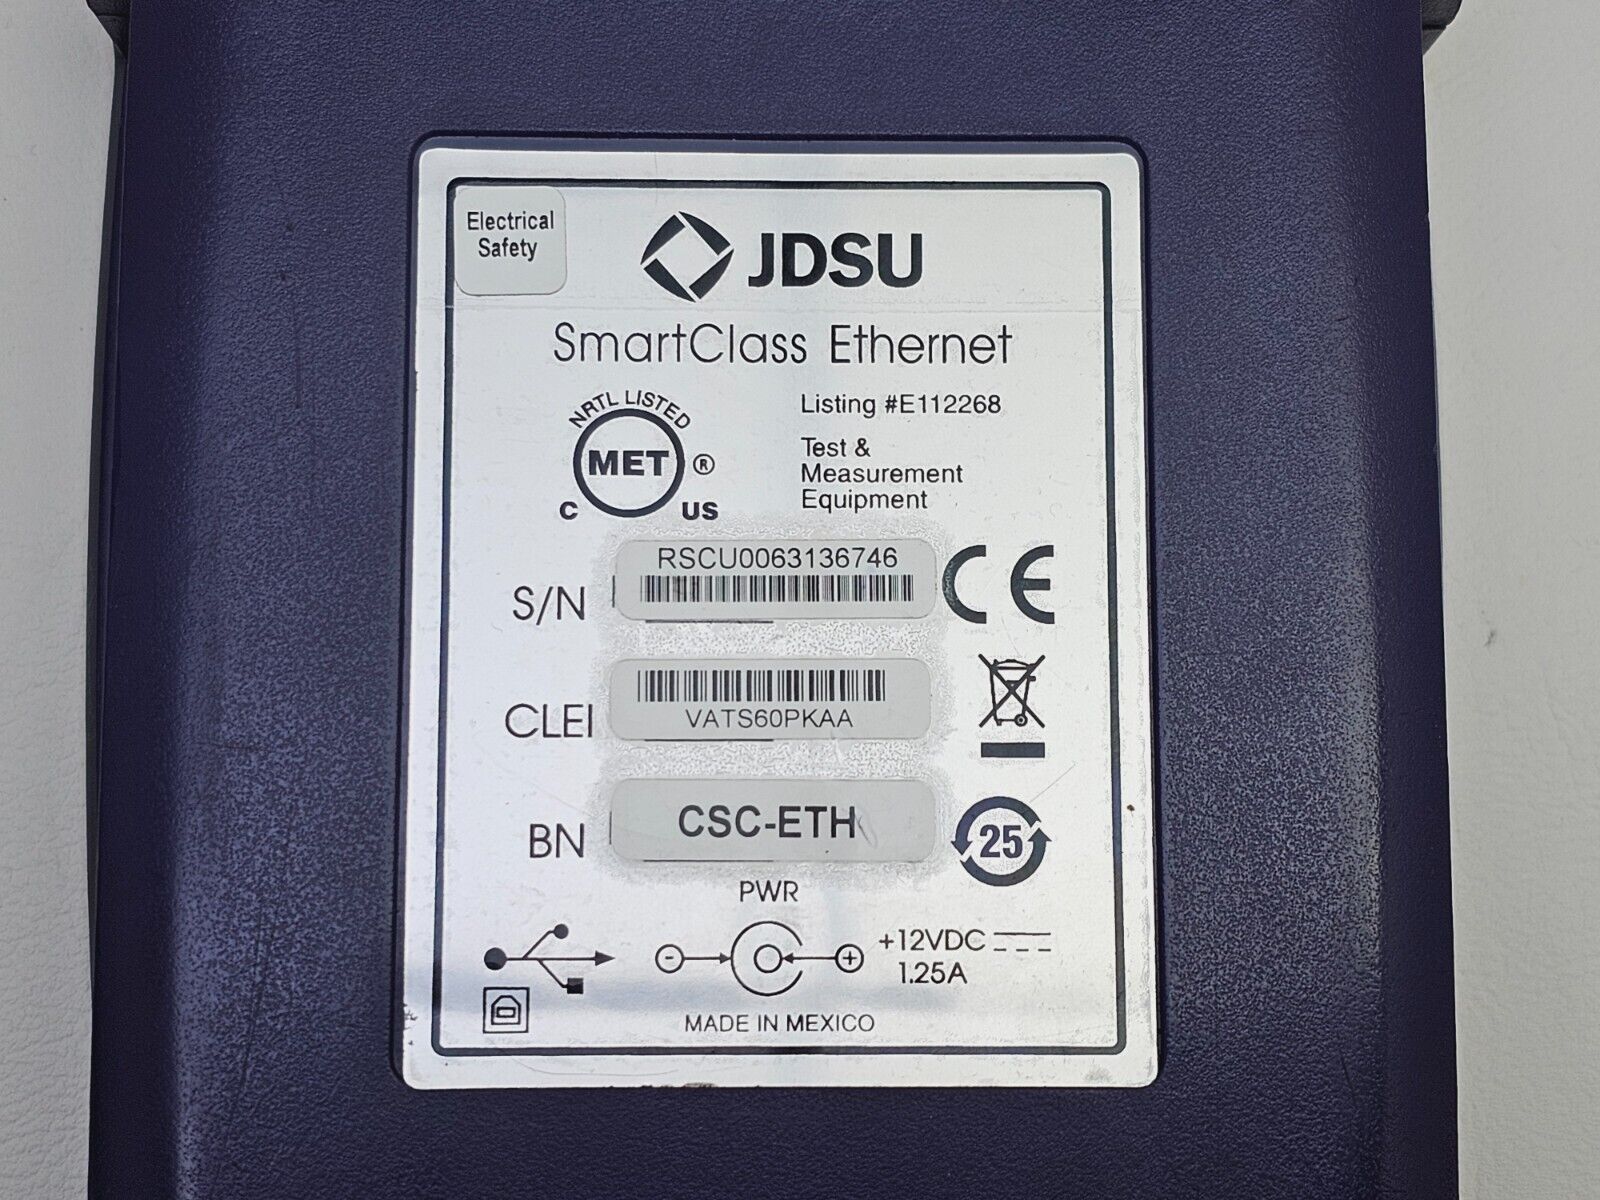 Electrical
Safety
JDSU
SmartClass Ethernet
NRTL LISTED
MET ®
C US
Listing #E112268
Test &
Measurement
Equipment
S/N RSCU0063136746
CE
CLEI VATS60PKAA
BN CSC-ETH
25
PWR
- +
+12VDC
1.25A
MADE IN MEXICO